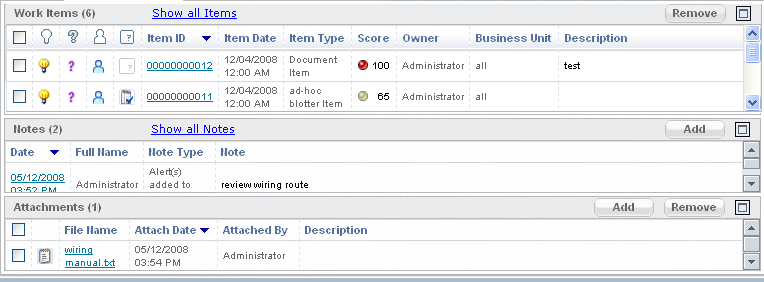 Work Items (6) Show all Items Remove
Item ID Item Date Item Type Score Owner Business Unit Description
00000000012 12/04/2008 12:00 AM Document Item 100 Administrator all test
00000000011 12/04/2008 12:00 AM ad-hoc blotter Item 65 Administrator all
Notes (2) Show all Notes Add
Date Full Name Note Type Note
05/12/2008 03:52 PM Administrator Alert(s) added to review wiring route
Attachments (1) Add Remove
File Name Attach Date Attached By Description
wiring manual.txt 05/12/2008 03:54 PM Administrator